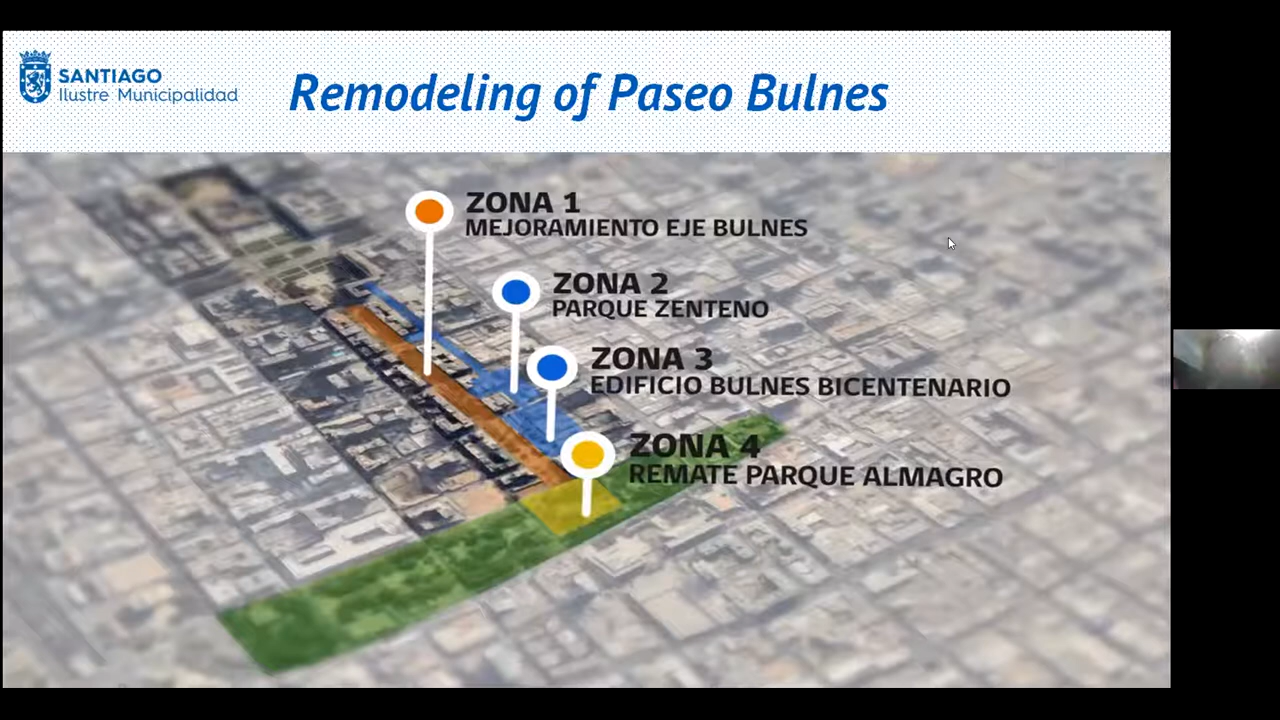 SANTIAGO
Ilustre Municipalidad
Remodeling of Paseo Bulnes
ZONA 1
MEJORAMIENTO EJE BULNES
ZONA 2
PARQUE ZENTENO
ZONA 3
EDIFICIO BULNES BICENTENARIO
ZONA 4
REMATE PARQUE ALMAGRO